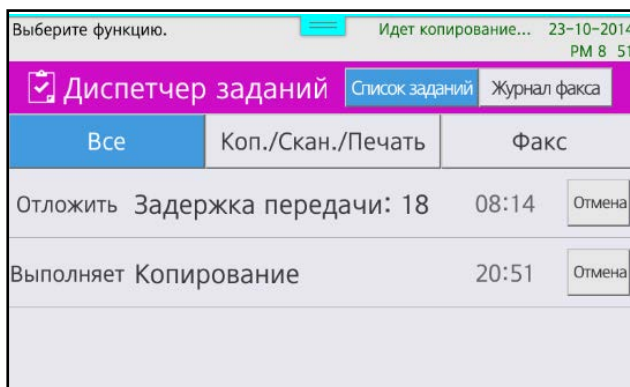 Выберите функцию. Идет копирование... 23-10-2014
PM 8 51
Диспетчер заданий Список заданий Журнал факса
Все Коп./Скан./Печать Факс
Отложить Задержка передачи: 18 08:14 Отмена
Выполняет Копирование 20:51 Отмена